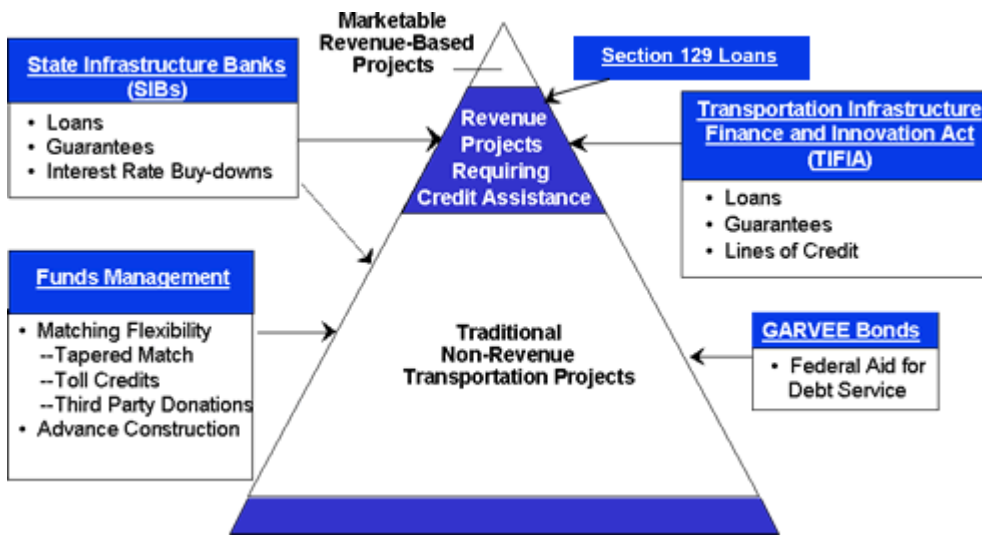 Marketable
Revenue-Based
Projects
State Infrastructure Banks
(SIBs)
• Loans
• Guarantees
• Interest Rate Buy-downs
Section 129 Loans
Revenue
Projects
Requiring
Credit Assistance
Transportation Infrastructure
Finance and Innovation Act
(TIFIA)
• Loans
• Guarantees
• Lines of Credit
Funds Management
• Matching Flexibility
--Tapered Match
--Toll Credits
--Third Party Donations
• Advance Construction
Traditional
Non-Revenue
Transportation Projects
GARVEE Bonds
• Federal Aid for
Debt Service